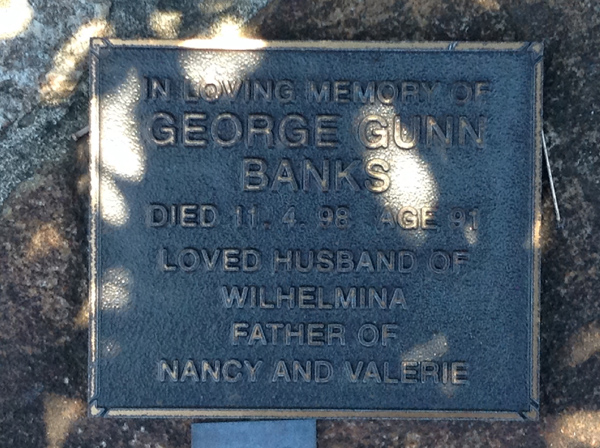 IN LOVING MEMORY OF
GEORGE GUNN
BANKS
DIED 11. 4. 98 AGE 91
LOVED HUSBAND OF
WILHELMINA
FATHER OF
NANCY AND VALERIE